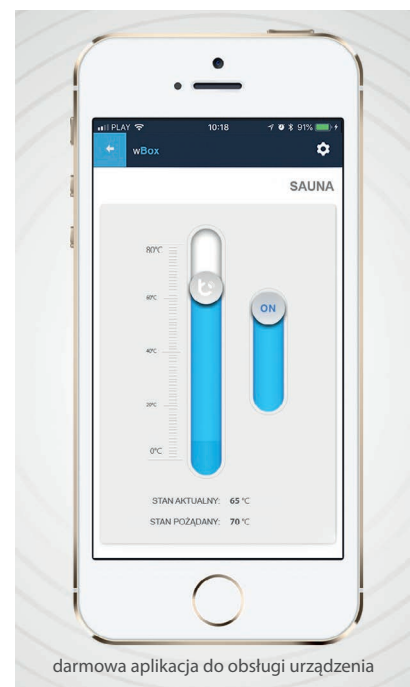 PLAY 10:18 91%
wBox
SAUNA
80°C
60°C
ON
40°C
20°C
0°C
STAN AKTUALNY: 65 °C
STAN POŻĄDANY: 70 °C
darmowa aplikacja do obsługi urządzenia